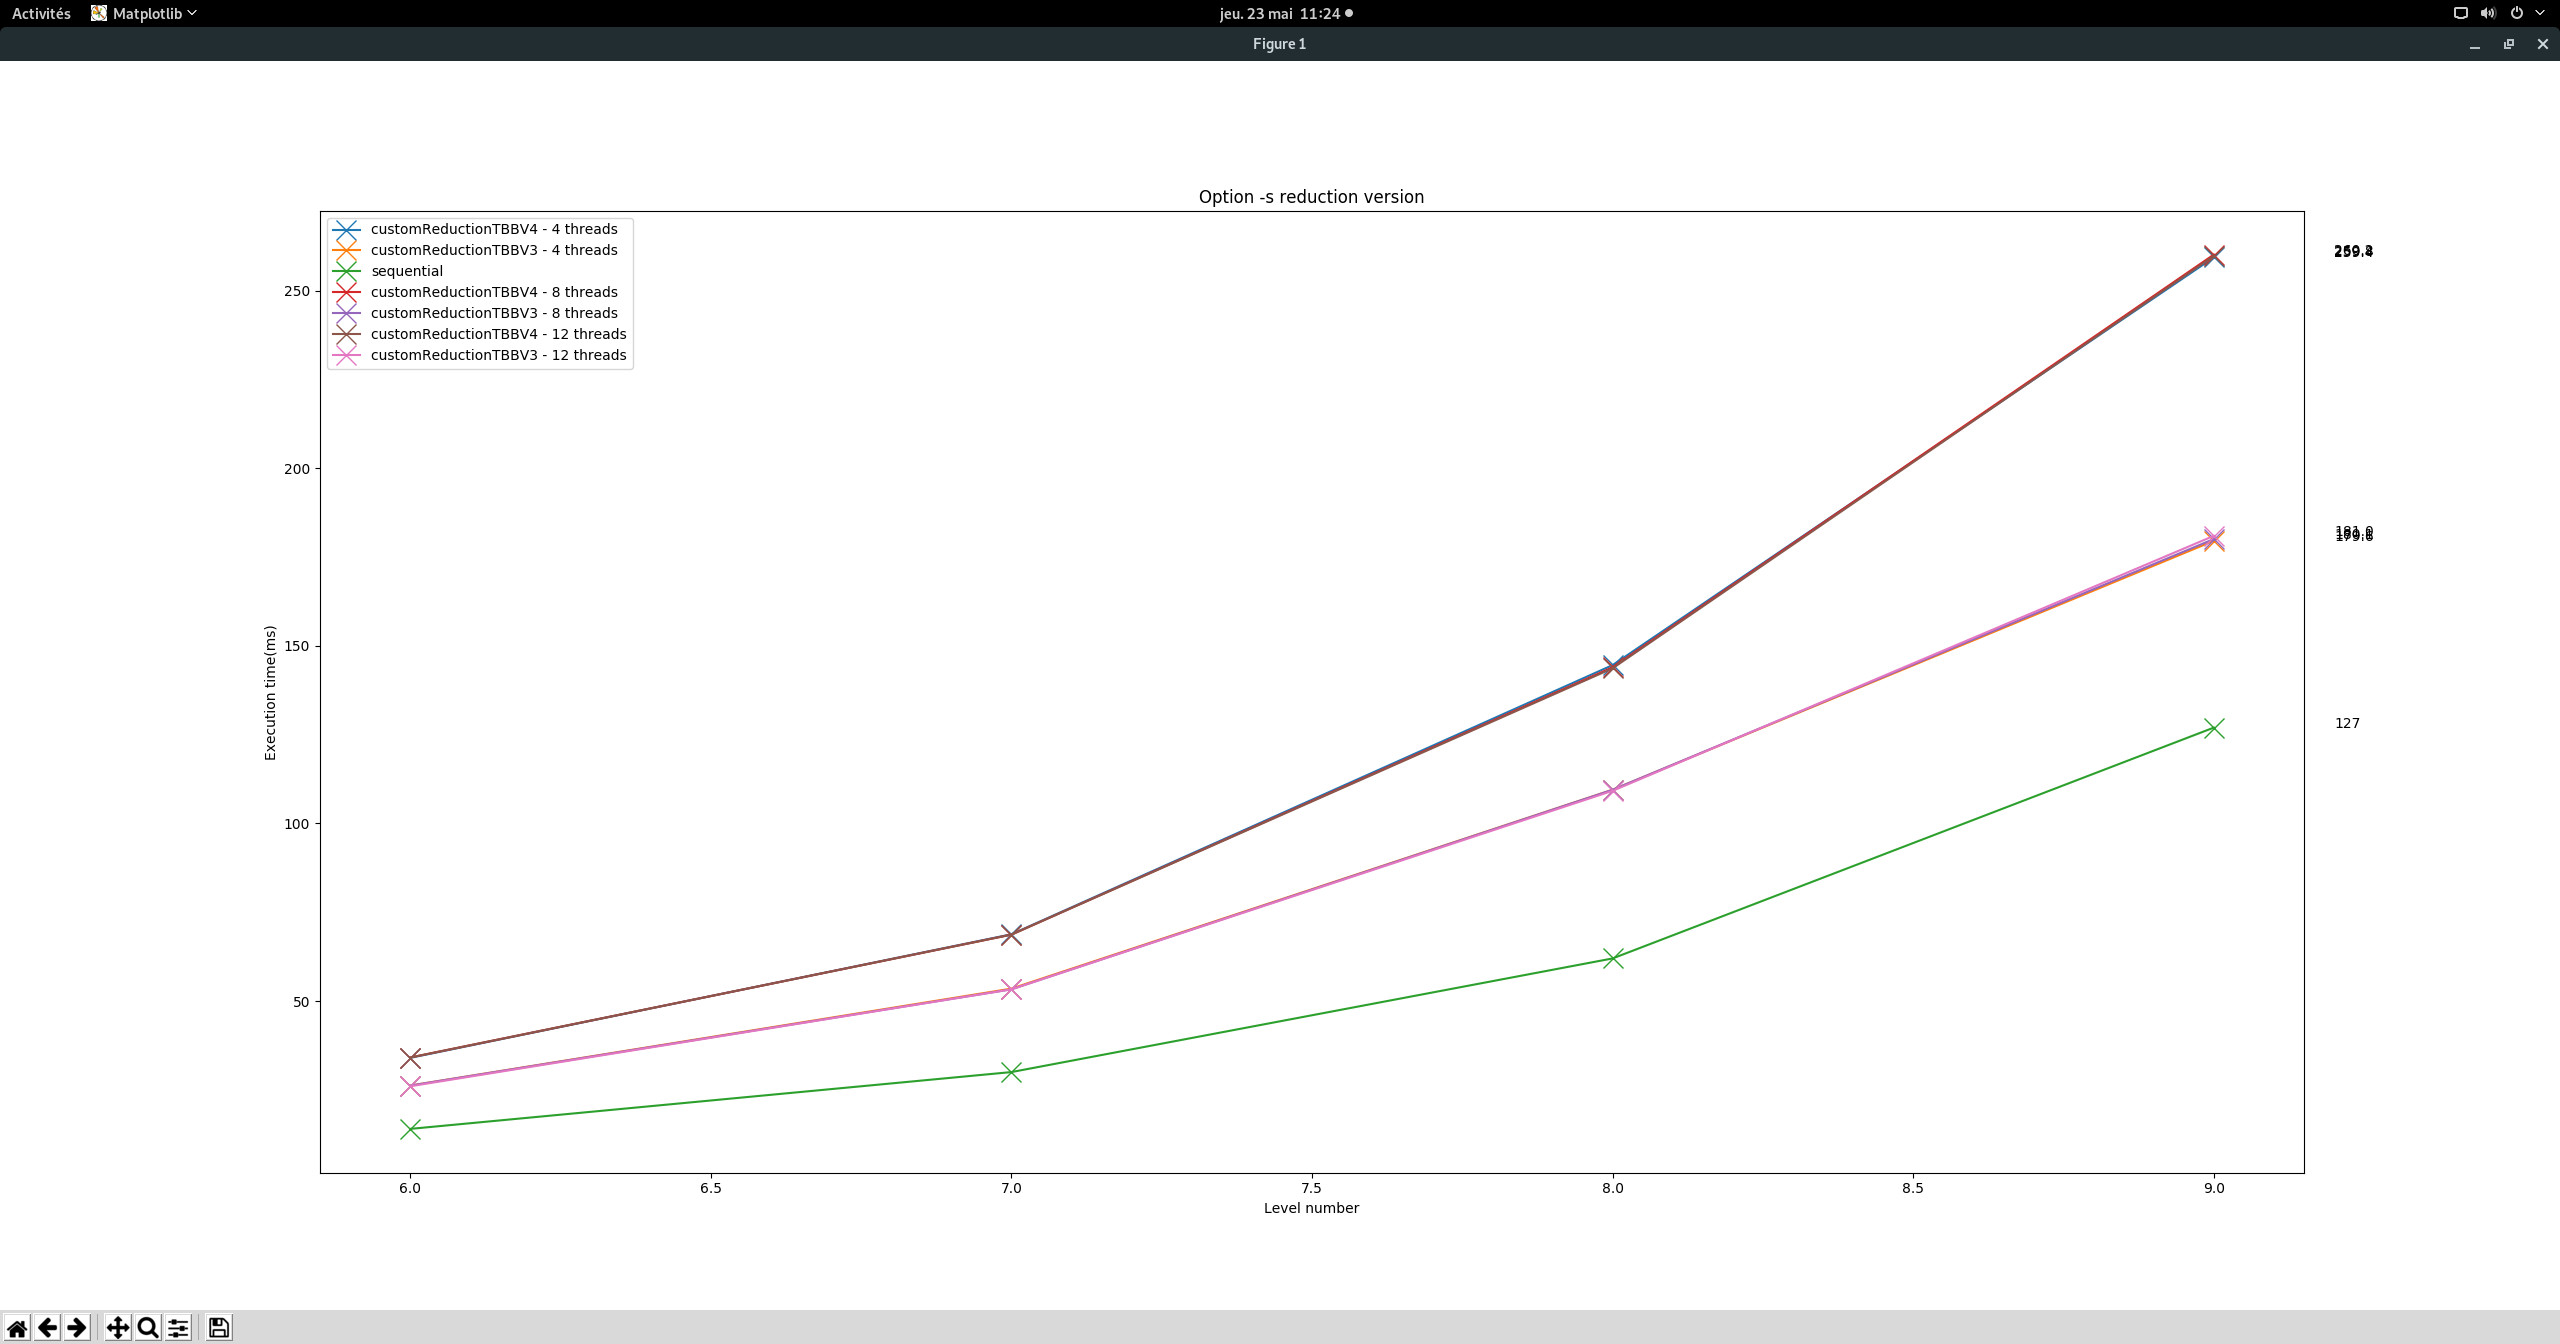 Activités Matplotlib jeu. 23 mai 11:24
Figure 1
Option -s reduction version
customReductionTBBV4 - 4 threads
customReductionTBBV3 - 4 threads
sequential
customReductionTBBV4 - 8 threads
customReductionTBBV3 - 8 threads
customReductionTBBV4 - 12 threads
customReductionTBBV3 - 12 threads
250
200
150
100
50
Execution time(ms)
127
6.0 6.5 7.0 7.5 8.0 8.5 9.0
Level number